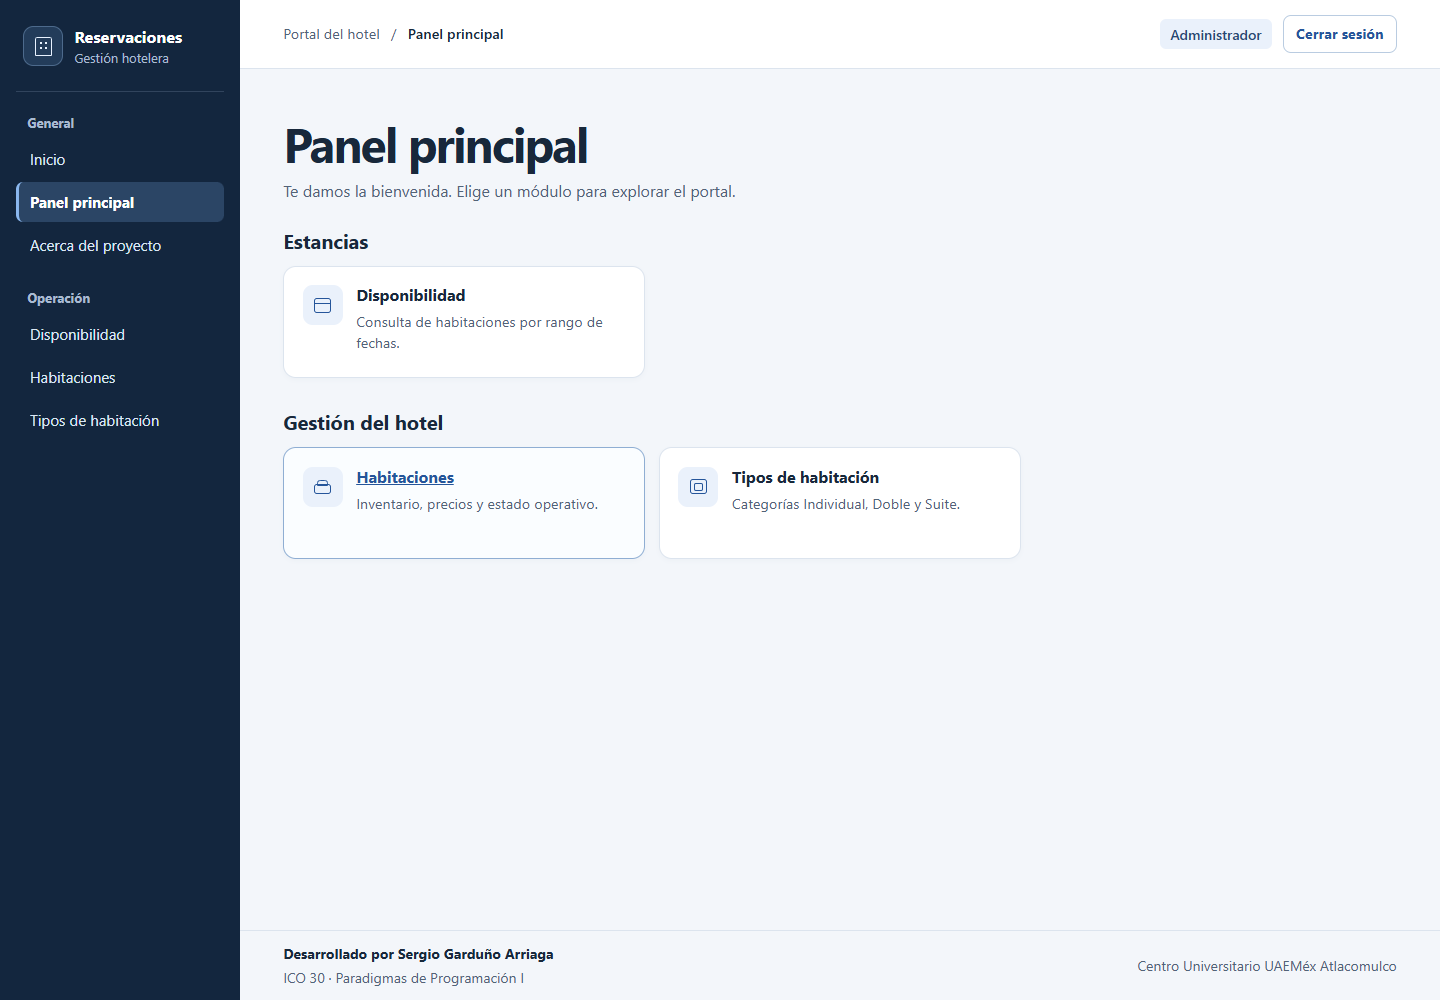 Reservaciones
Gestión hotelera
General
Inicio
Panel principal
Acerca del proyecto
Operación
Disponibilidad
Habitaciones
Tipos de habitación
Portal del hotel / Panel principal
Administrador
Cerrar sesión
Panel principal
Te damos la bienvenida. Elige un módulo para explorar el portal.
Estancias
Disponibilidad
Consulta de habitaciones por rango de
fechas.
Gestión del hotel
Habitaciones
Inventario, precios y estado operativo.
Tipos de habitación
Categorías Individual, Doble y Suite.
Desarrollado por Sergio Garduño Arriaga
ICO 30 · Paradigmas de Programación I
Centro Universitario UAEMéx Atlacomulco